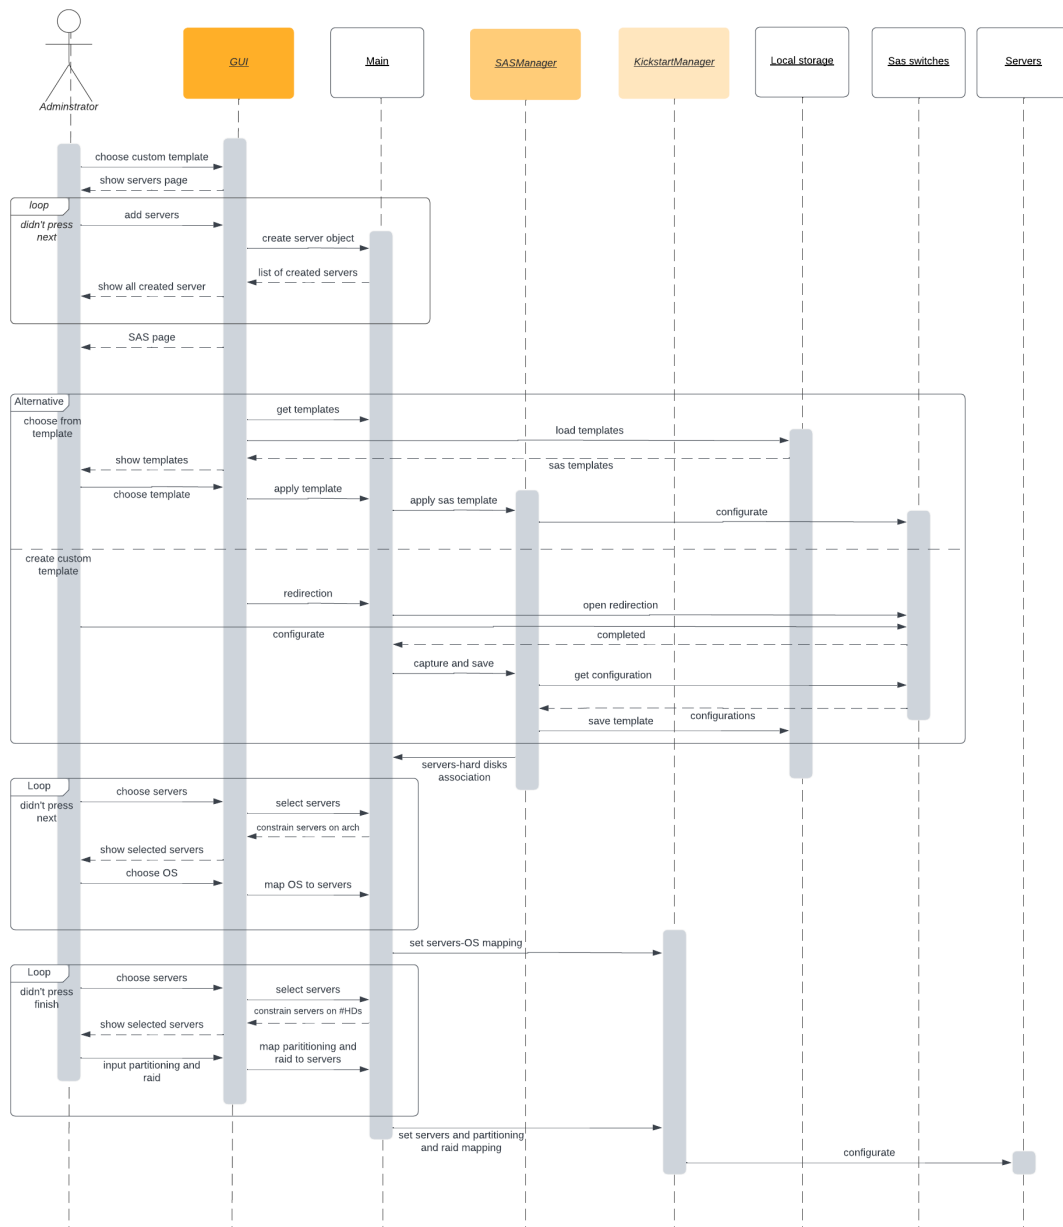 Adminstrator
GUI
Main
SASManager
KickstartManager
Local storage
Sas switches
Servers
choose custom template
show servers page
loop
didn't press
next
add servers
create server object
list of created servers
show all created server
SAS page
Alternative
choose from
template
get templates
load templates
sas templates
show templates
choose template
apply template
apply sas template
configurate
create custom
template
redirection
open redirection
configurate
completed
capture and save
get configuration
configurations
save template
servers-hard disks
association
Loop
didn't press
next
choose servers
select servers
constrain servers on arch
show selected servers
choose OS
map OS to servers
set servers-OS mapping
Loop
didn't press
finish
choose servers
select servers
constrain servers on #HDs
show selected servers
input partitioning and
raid
map parititioning and
raid to servers
set servers and partitioning
and raid mapping
configurate